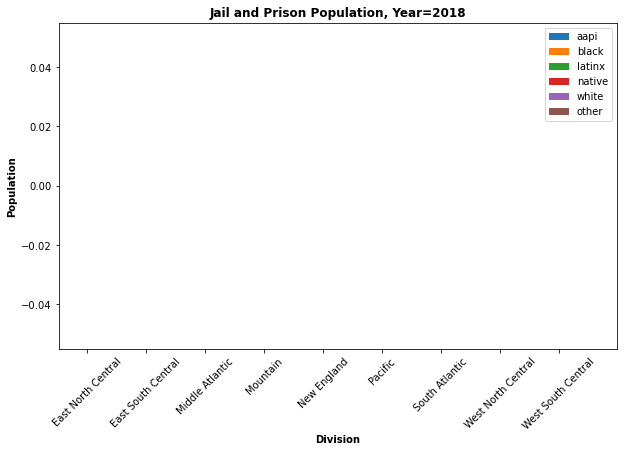 Jail and Prison Population, Year=2018
aapi
black
latinx
native
white
other
Population
0.04
0.02
0.00
−0.02
−0.04
East North Central
East South Central
Middle Atlantic
Mountain
New England
Pacific
South Atlantic
West North Central
West South Central
Division